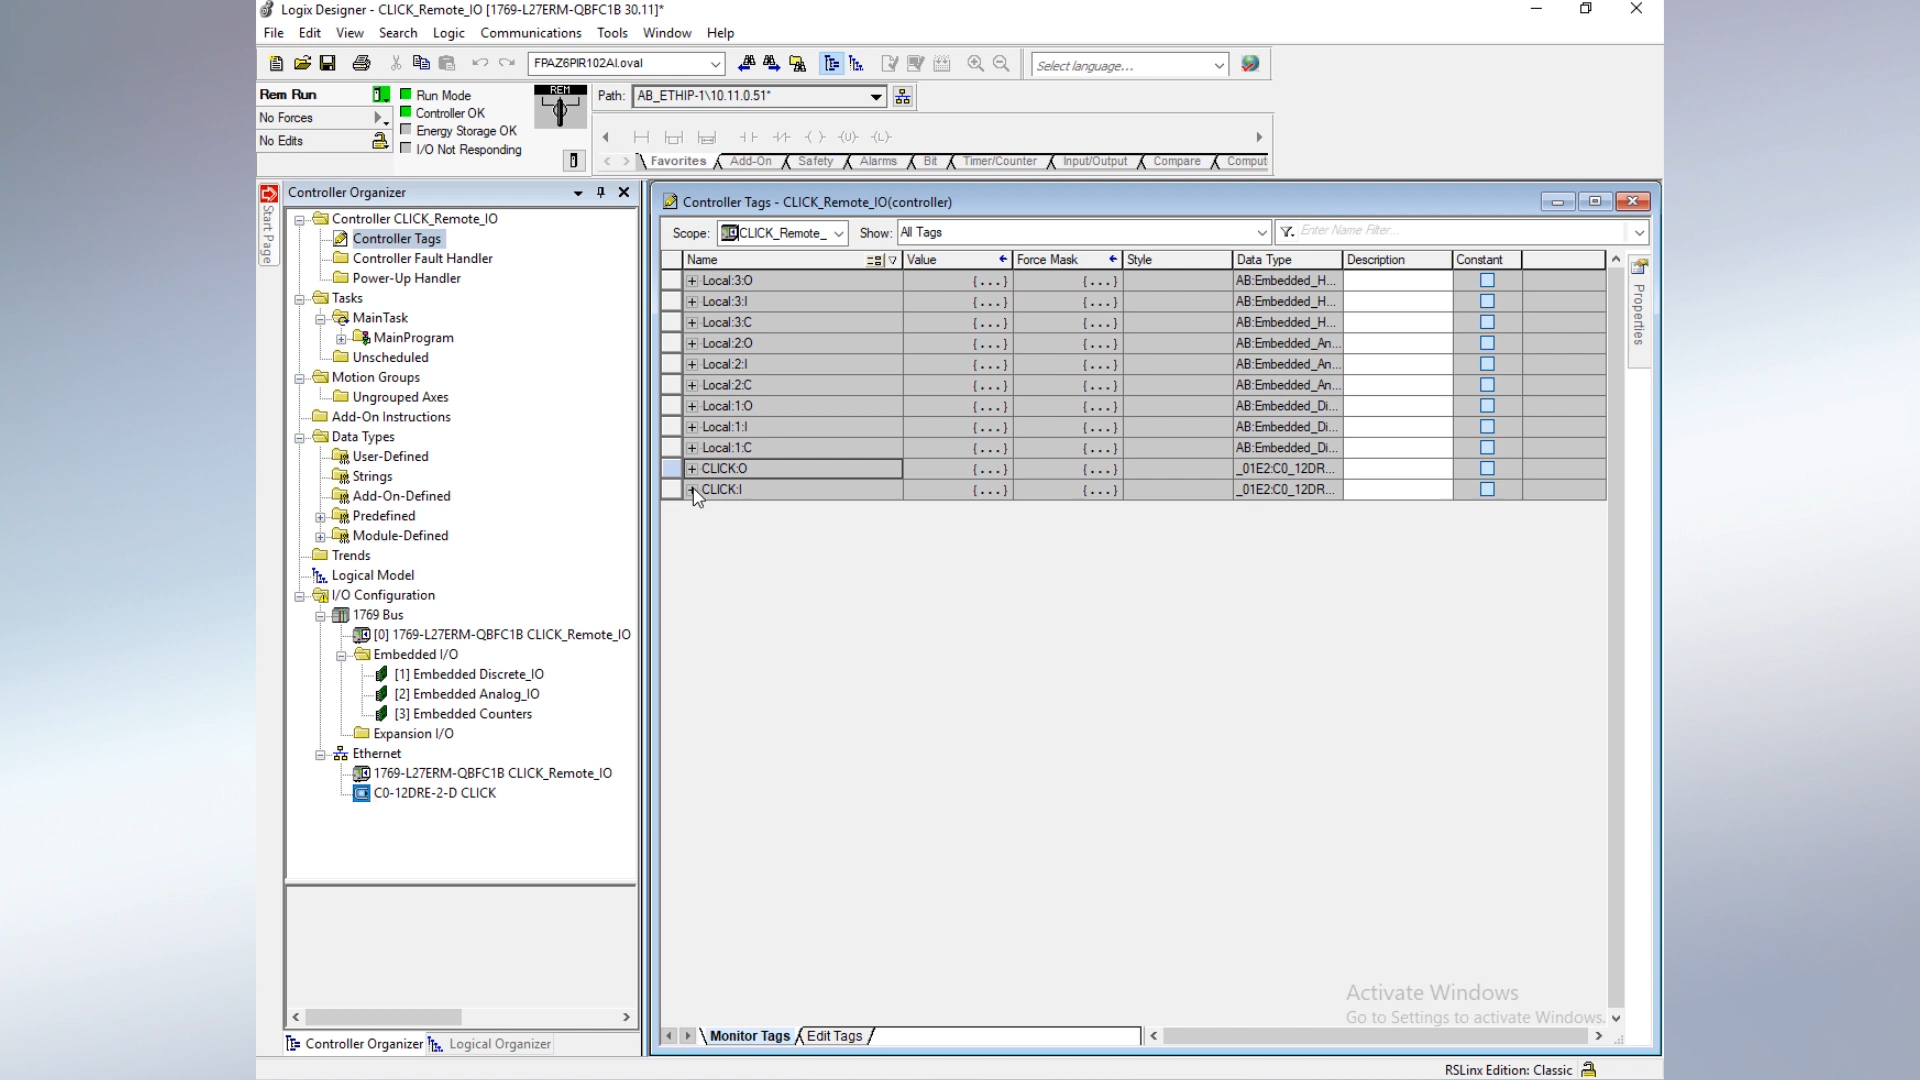 Logix Designer - CLICK_Remote_IO [1769-L27ERM-QBFC1B 30.11]*
File Edit View Search Logic Communications Tools Window Help
FPAZ6PIR102AI.oval
Select language...
Rem Run
No Forces
No Edits
Run Mode
Controller OK
Energy Storage OK
I/O Not Responding
REM
Path: AB_ETHIP-1\10.11.0.51*
Favorites Add-On Safety Alarms Bit Timer/Counter Input/Output Compare Comput
Start Page
Controller Organizer
Controller CLICK_Remote_IO
Controller Tags
Controller Fault Handler
Power-Up Handler
Tasks
MainTask
MainProgram
Unscheduled
Motion Groups
Ungrouped Axes
Add-On Instructions
Data Types
User-Defined
Strings
Add-On-Defined
Predefined
Module-Defined
Trends
Logical Model
I/O Configuration
1769 Bus
[0] 1769-L27ERM-QBFC1B CLICK_Remote_IO
Embedded I/O
[1] Embedded Discrete_IO
[2] Embedded Analog_IO
[3] Embedded Counters
Expansion I/O
Ethernet
1769-L27ERM-QBFC1B CLICK_Remote_IO
C0-12DRE-2-D CLICK
Controller Organizer Logical Organizer
Controller Tags - CLICK_Remote_IO(controller)
Scope: CLICK_Remote_ Show: All Tags Enter Name Filter...
Name Value Force Mask Style Data Type Description Constant
Local:3:O {...} {...} AB:Embedded_H...
Local:3:I {...} {...} AB:Embedded_H...
Local:3:C {...} {...} AB:Embedded_H...
Local:2:O {...} {...} AB:Embedded_An...
Local:2:I {...} {...} AB:Embedded_An...
Local:2:C {...} {...} AB:Embedded_An...
Local:1:O {...} {...} AB:Embedded_Di...
Local:1:I {...} {...} AB:Embedded_Di...
Local:1:C {...} {...} AB:Embedded_Di...
CLICK:O {...} {...} _01E2:C0_12DR...
CLICK:I {...} {...} _01E2:C0_12DR...
Properties
Activate Windows
Go to Settings to activate Windows.
Monitor Tags Edit Tags
RSLinx Edition: Classic